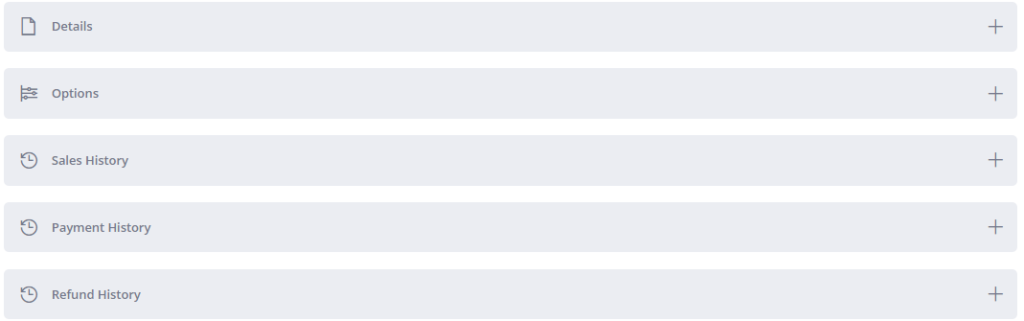 Details
Options
Sales History
Payment History
Refund History